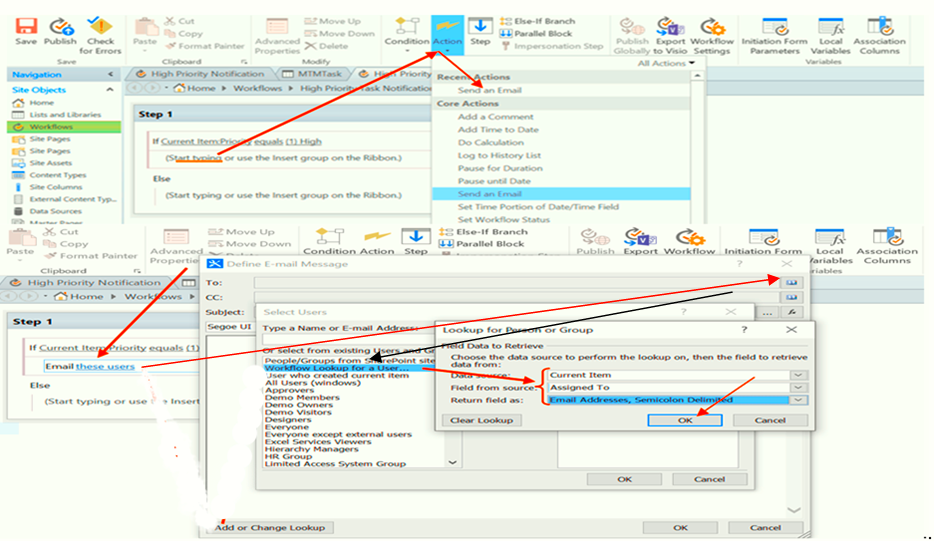 Save Publish Check for Errors
Save
Paste
Cut
Copy
Format Painter
Clipboard
Advanced Properties
Move Up
Move Down
Delete
Modify
Condition Action Step
Else-If Branch
Parallel Block
Impersonation Step
Publish Globally
Export to Visio
Workflow Settings
Initiation Form Parameters
Local Variables
Association Columns
Variables
All Actions
Navigation <
High Priority Notification
MTMTask
High Priority
Site Objects
Home
Lists and Libraries
Workflows
Site Pages
Site Pages
Site Assets
Content Types
Site Columns
External Content Typ...
Data Sources
Master Pages
Home Workflows High Priority Task Notification
Step 1
If Current Item:Priority equals (1) High
(Start typing or use the Insert group on the Ribbon.)
Else
(Start typing or use the Insert group on the Ribbon.)
Recent Actions
Send an Email
Core Actions
Add a Comment
Add Time to Date
Do Calculation
Log to History List
Pause for Duration
Pause until Date
Send an Email
Set Time Portion of Date/Time Field
Set Workflow Status
Paste
Cut
Copy
Format Painter
Clipboard
Advanced
Properties
Move Up
Move Down
Condition Action Step
Else-If Branch
Parallel Block
Publish Export Workflow Initiation Form
Variables Columns
High Priority Notification
Home Workflows
Step 1
If Current Item:Priority equals (1)
Email these users
Else
(Start typing or use the Insert
Define E-mail Message ?
To:
CC:
Subject:
... fx
Segoe UI
Select Users ?
Type a Name or E-mail Address:
Or select from existing Users and G
People/Groups from SharePoint site
Workflow Lookup for a User...
User who created current item
All Users (windows)
Approvers
Demo Members
Demo Owners
Demo Visitors
Designers
Everyone
Everyone except external users
Excel Services Viewers
Hierarchy Managers
HR Group
Limited Access System Group
OK Cancel
Lookup for Person or Group ?
Field Data to Retrieve
Choose the data source to perform the lookup on, then the field to retrieve
data from:
Data source: Current Item
Field from source: Assigned To
Return field as: Email Addresses, Semicolon Delimited
Clear Lookup OK Cancel
Add or Change Lookup OK Cancel